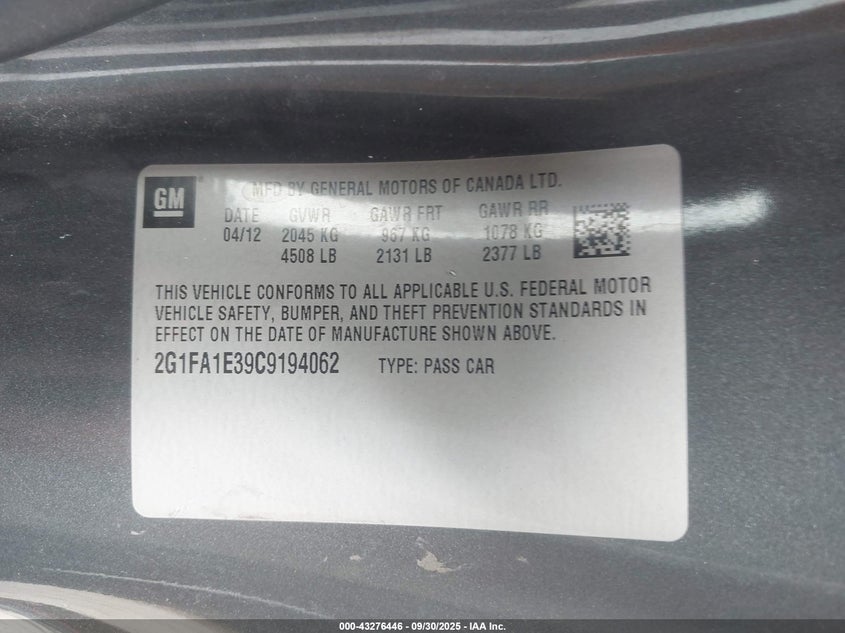 GM
MFD BY GENERAL MOTORS OF CANADA LTD.
DATE GVWR GAWR FRT GAWR RR
04/12 2045 KG 967 KG 1078 KG
4508 LB 2131 LB 2377 LB
THIS VEHICLE CONFORMS TO ALL APPLICABLE U.S. FEDERAL MOTOR
VEHICLE SAFETY, BUMPER, AND THEFT PREVENTION STANDARDS IN
EFFECT ON THE DATE OF MANUFACTURE SHOWN ABOVE.
2G1FA1E39C9194062 TYPE: PASS CAR
00-43276446 - 09/30/2025 - IAA Inc.